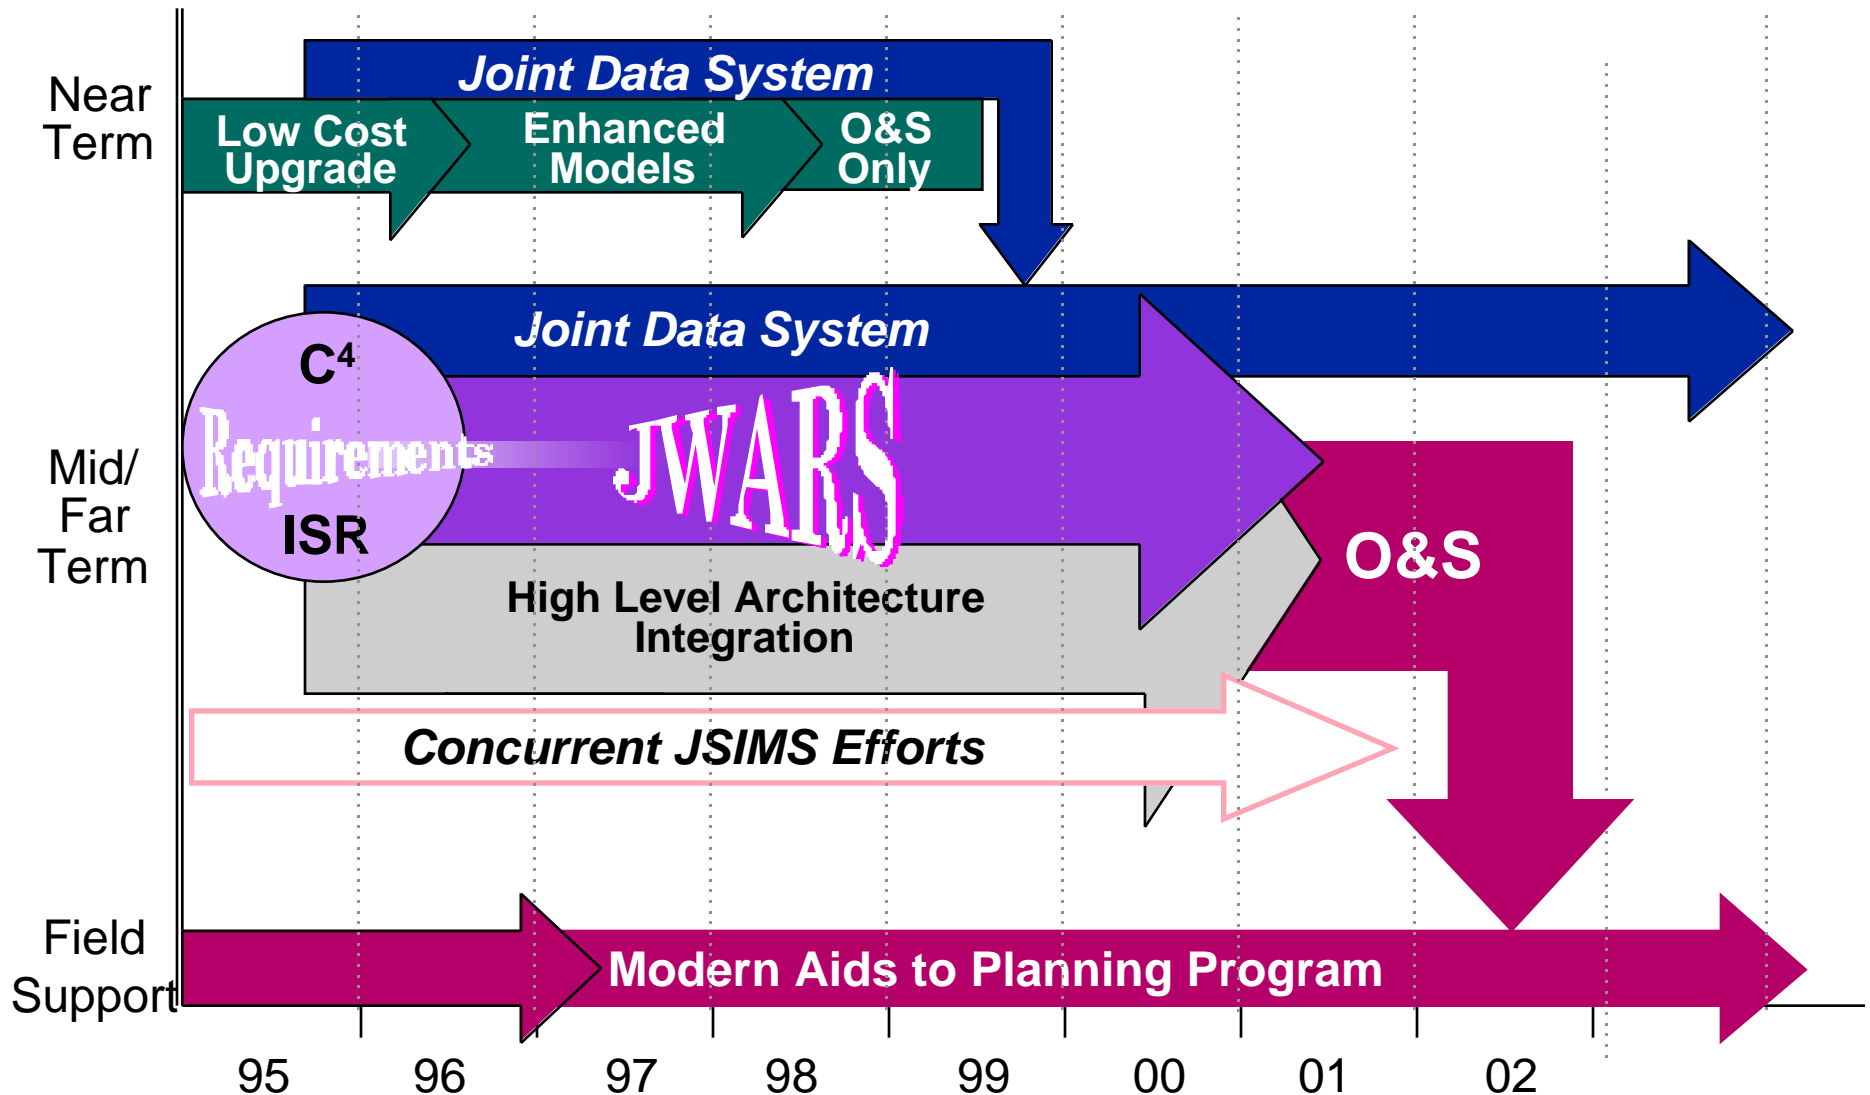 Near
Term
Joint Data System
Low Cost
Upgrade
Enhanced
Models
O&S
Only
Mid/
Far
Term
Joint Data System
C⁴
Requirements
ISR
JWARS
High Level Architecture
Integration
O&S
Concurrent JSIMS Efforts
Field
Support
Modern Aids to Planning Program
95 96 97 98 99 00 01 02